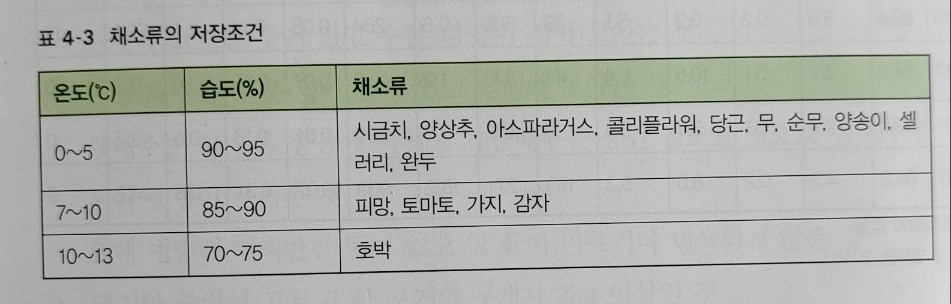 표 4-3 채소류의 저장조건
온도(℃) 습도(%) 채소류
0~5 90~95 시금치, 양상추, 아스파라거스, 콜리플라워, 당근, 무, 순무, 양송이, 셀
러리, 완두
7~10 85~90 피망, 토마토, 가지, 감자
10~13 70~75 호박